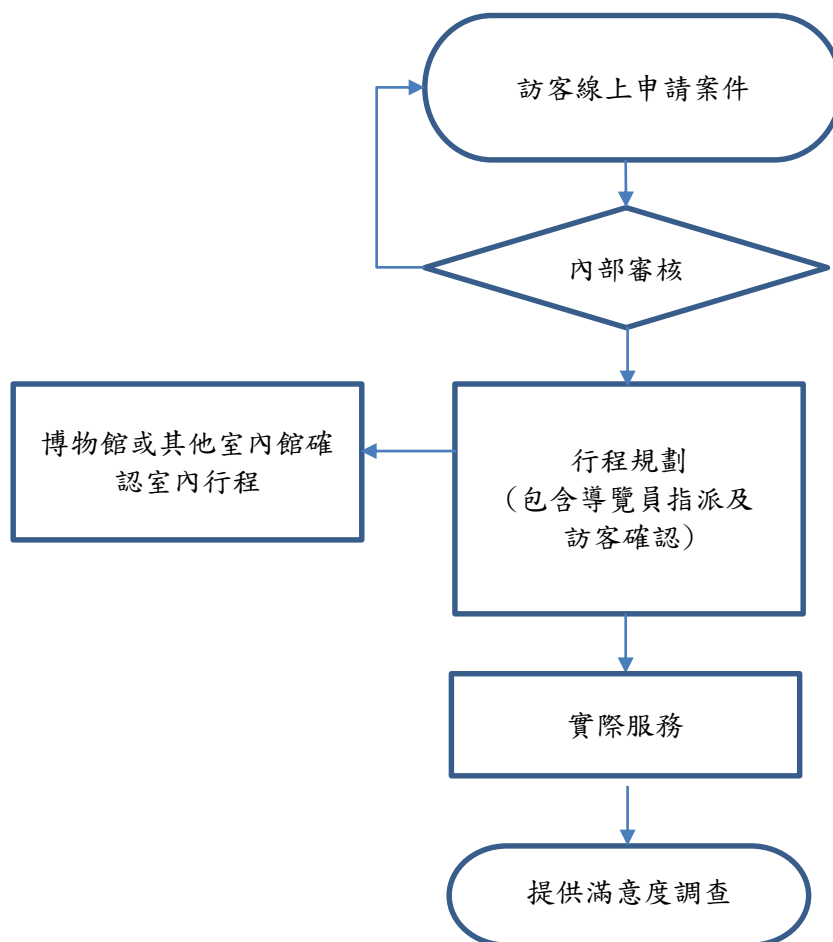 訪客線上申請案件
內部審核
博物館或其他室內館確
認室內行程
行程規劃
（包含導覽員指派及
訪客確認）
實際服務
提供滿意度調查